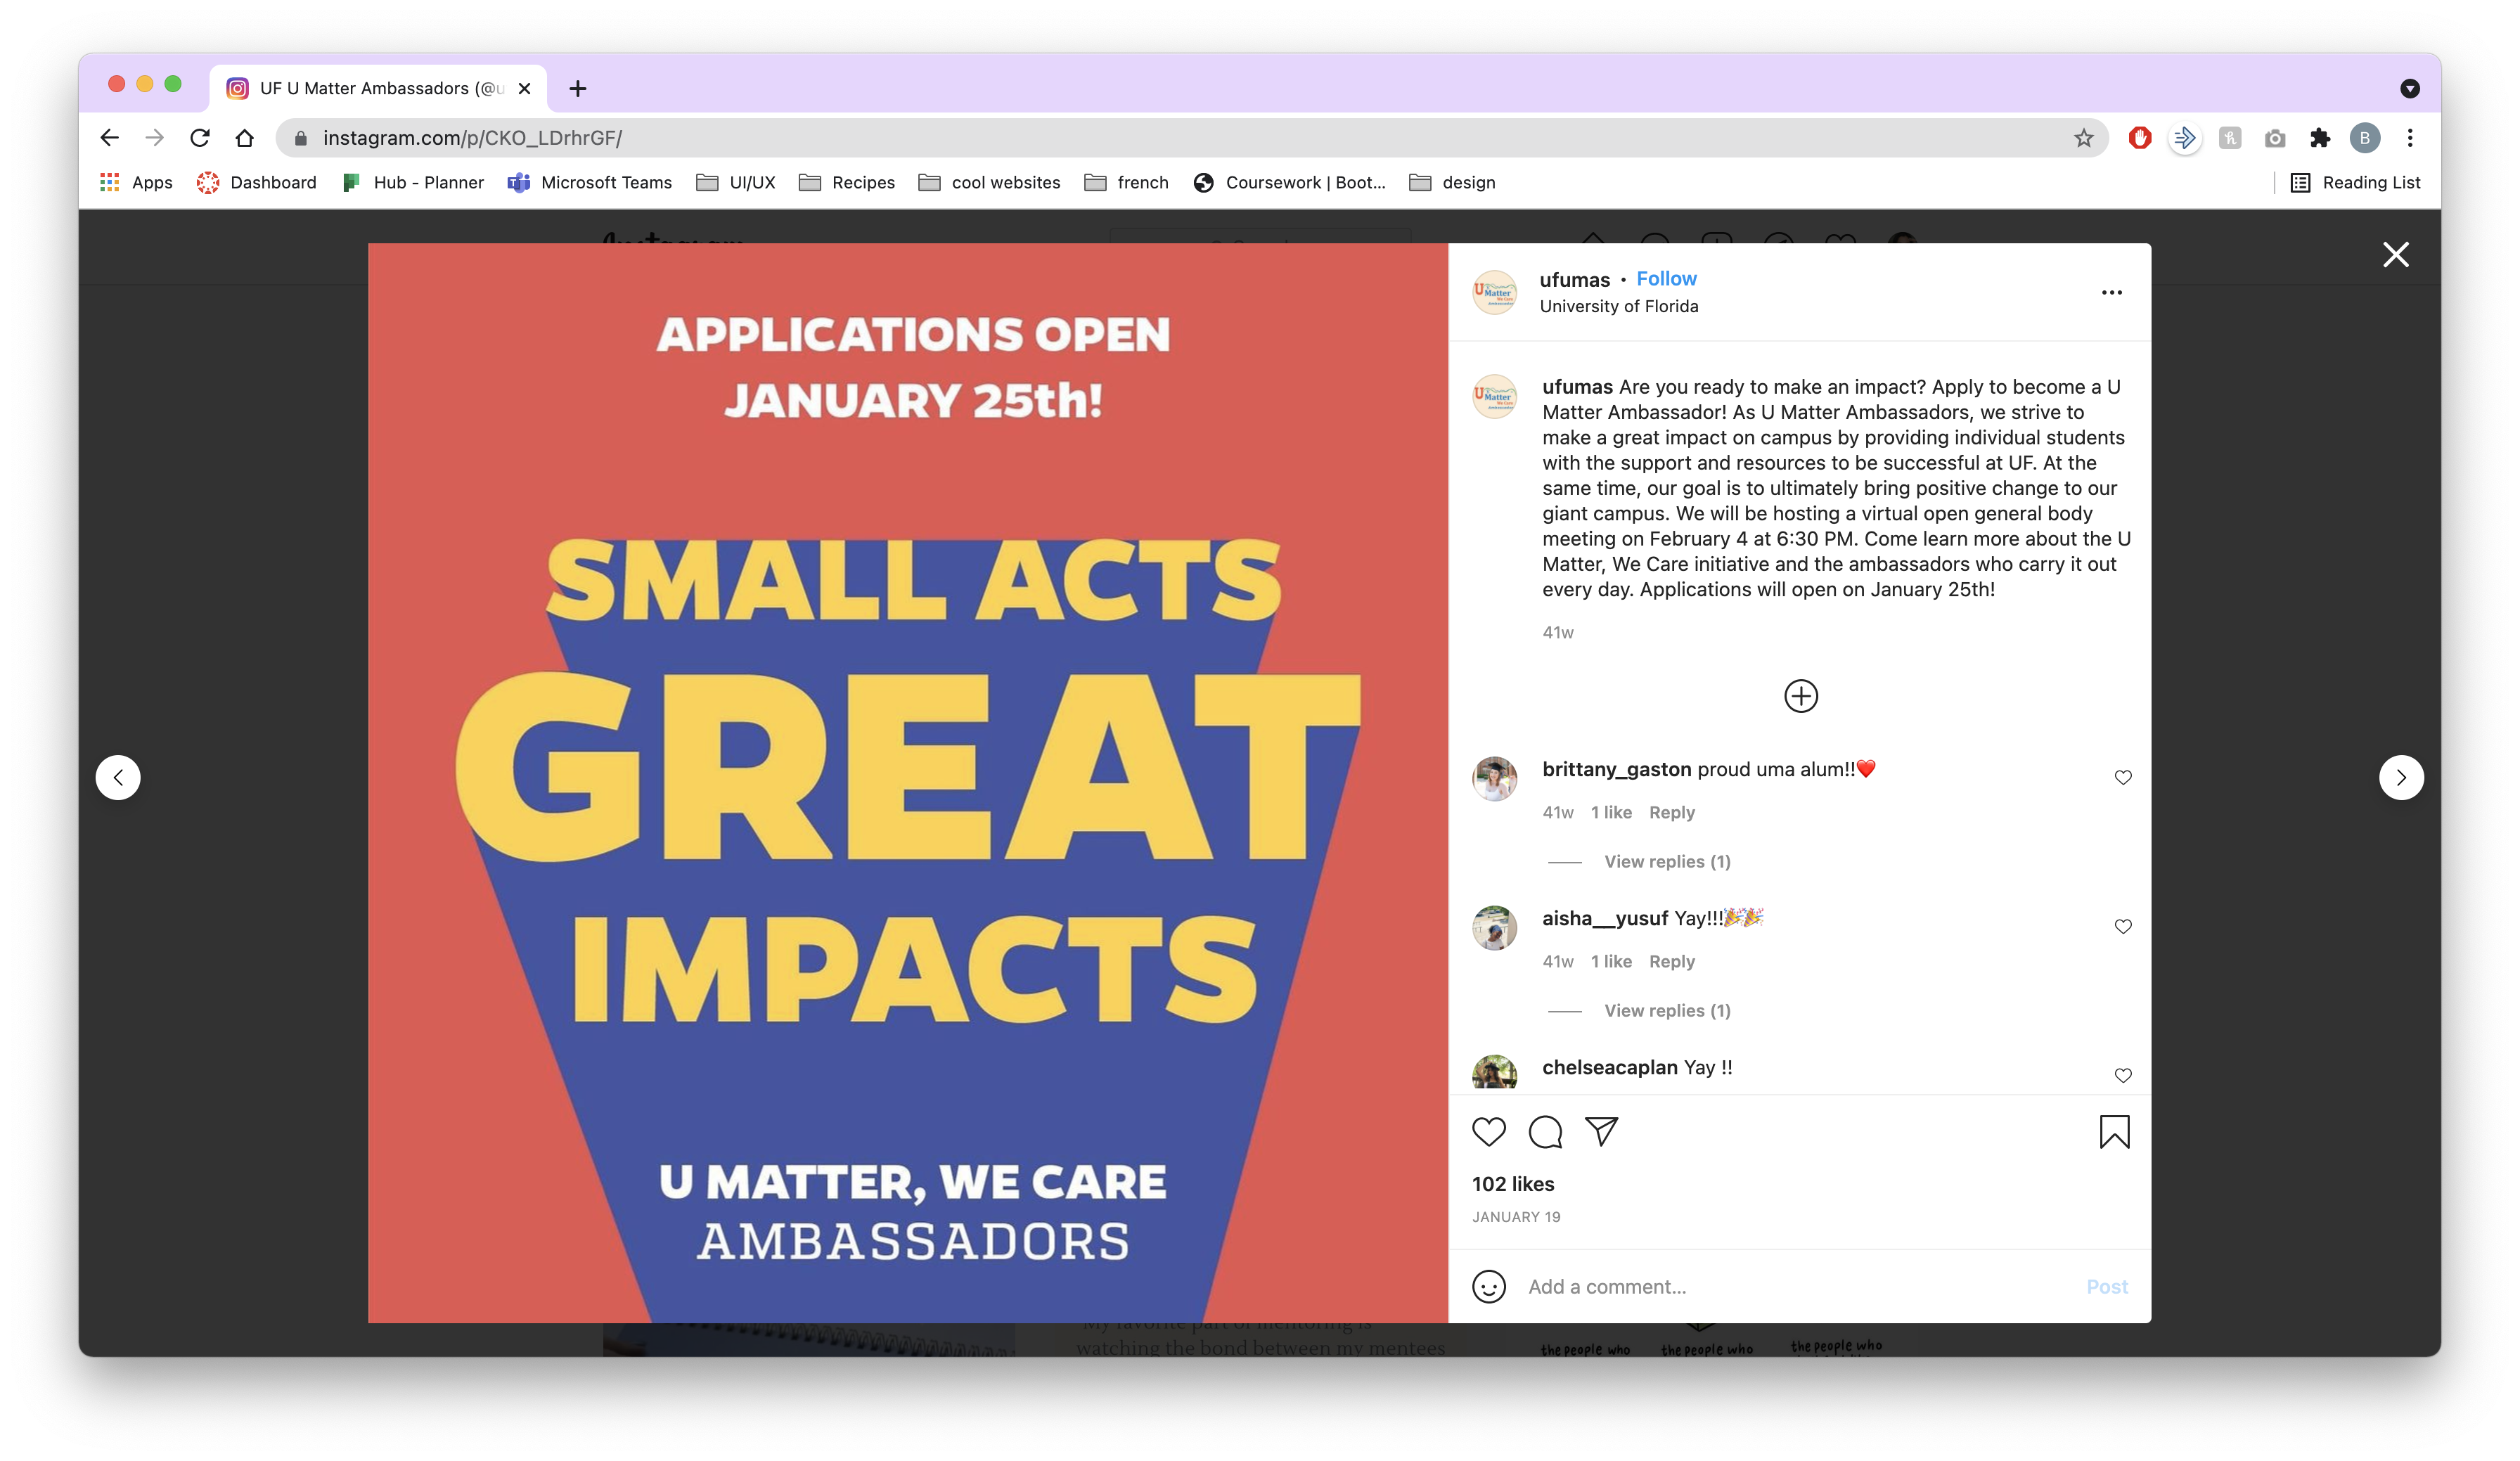 UF U Matter Ambassadors (@u
instagram.com/p/CKO_LDrhrGF/
B
Apps
Dashboard
Hub - Planner
Microsoft Teams
UI/UX
Recipes
cool websites
french
Coursework | Boot...
design
Reading List
Instagram
APPLICATIONS OPEN
JANUARY 25th!
SMALL ACTS
GREAT
IMPACTS
U MATTER, WE CARE
AMBASSADORS
ufumas • Follow
University of Florida
U Matter
We Care
ufumas Are you ready to make an impact? Apply to become a U
Matter Ambassador! As U Matter Ambassadors, we strive to
make a great impact on campus by providing individual students
with the support and resources to be successful at UF. At the
same time, our goal is to ultimately bring positive change to our
giant campus. We will be hosting a virtual open general body
meeting on February 4 at 6:30 PM. Come learn more about the U
Matter, We Care initiative and the ambassadors who carry it out
every day. Applications will open on January 25th!
41w
brittany_gaston proud uma alum!!❤️
41w 1 like Reply
View replies (1)
aisha__yusuf Yay!!!🎉🎉
41w 1 like Reply
View replies (1)
chelseacaplan Yay !!
102 likes
JANUARY 19
Add a comment...
Post
My favorite part of mentoring is
watching the bond between my mentees
the people who
the people who
the people who